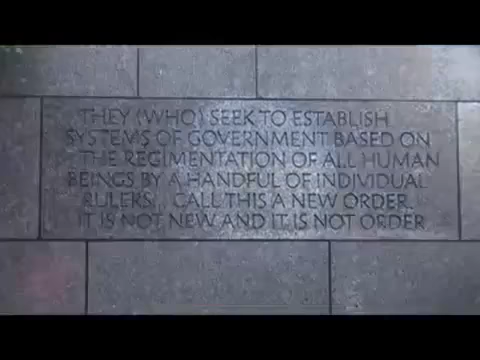 THEY (WHO) SEEK TO ESTABLISH
SYSTEMS OF GOVERNMENT BASED ON
THE REGIMENTATION OF ALL HUMAN
BEINGS BY A HANDFUL OF INDIVIDUAL
RULERS... CALL THIS A NEW ORDER.
IT IS NOT NEW AND IT IS NOT ORDER